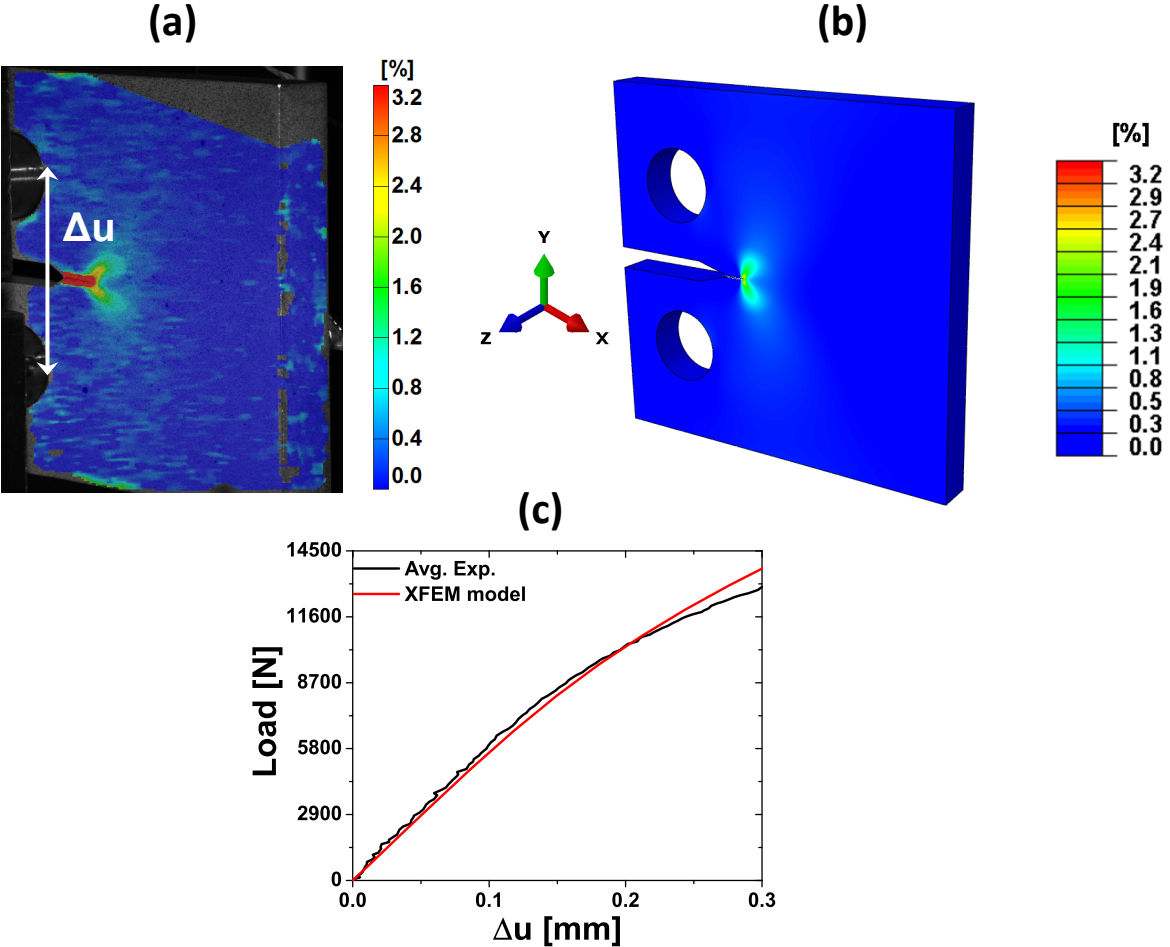 (a)
(b)
[%]
3.2
2.8
2.4
2.0
1.6
1.2
0.8
0.4
0.0
Δu
Y
Z
X
[%]
3.2
2.9
2.7
2.4
2.1
1.9
1.6
1.3
1.1
0.8
0.5
0.3
0.0
(c)
14500
11600
8700
5800
2900
0
Load [N]
Avg. Exp.
XFEM model
0.0 0.1 0.2 0.3
Δu [mm]